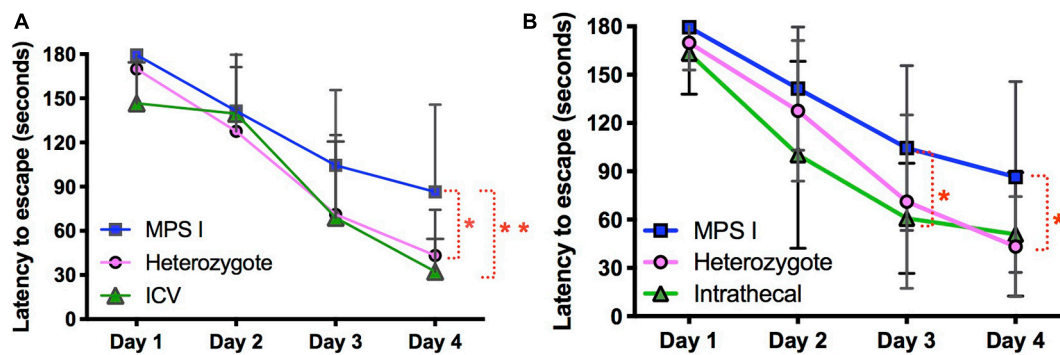 A
Latency to escape (seconds)
180
150
120
90
60
30
0
MPS I
Heterozygote
ICV
*
* *
Day 1 Day 2 Day 3 Day 4
B
Latency to escape (seconds)
180
150
120
90
60
30
0
MPS I
Heterozygote
Intrathecal
*
*
Day 1 Day 2 Day 3 Day 4